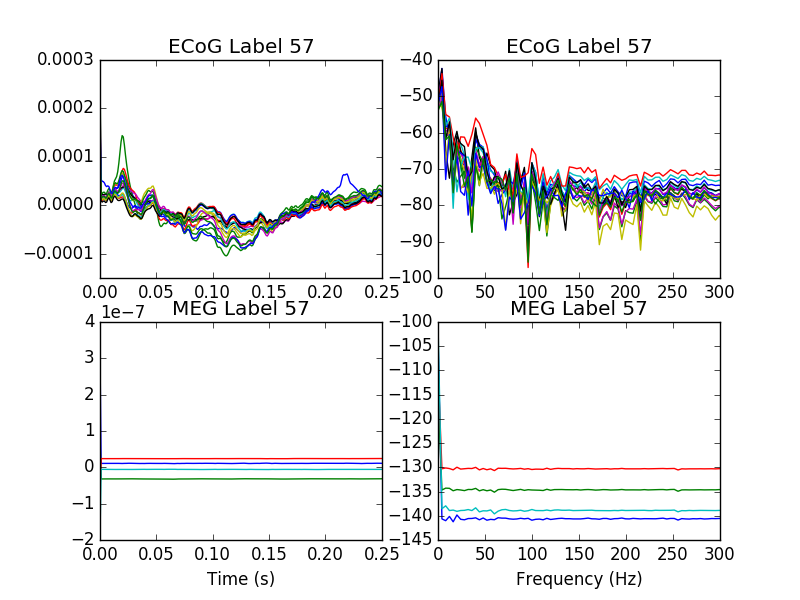 ECoG Label 57
0.0003
0.0002
0.0001
0.0000
−0.0001
0.00 0.05 0.10 0.15 0.20 0.25
ECoG Label 57
−40
−50
−60
−70
−80
−90
−100
0 50 100 150 200 250 300
1e−7
MEG Label 57
4
3
2
1
0
−1
−2
0.00 0.05 0.10 0.15 0.20 0.25
Time (s)
MEG Label 57
−100
−105
−110
−115
−120
−125
−130
−135
−140
−145
0 50 100 150 200 250 300
Frequency (Hz)